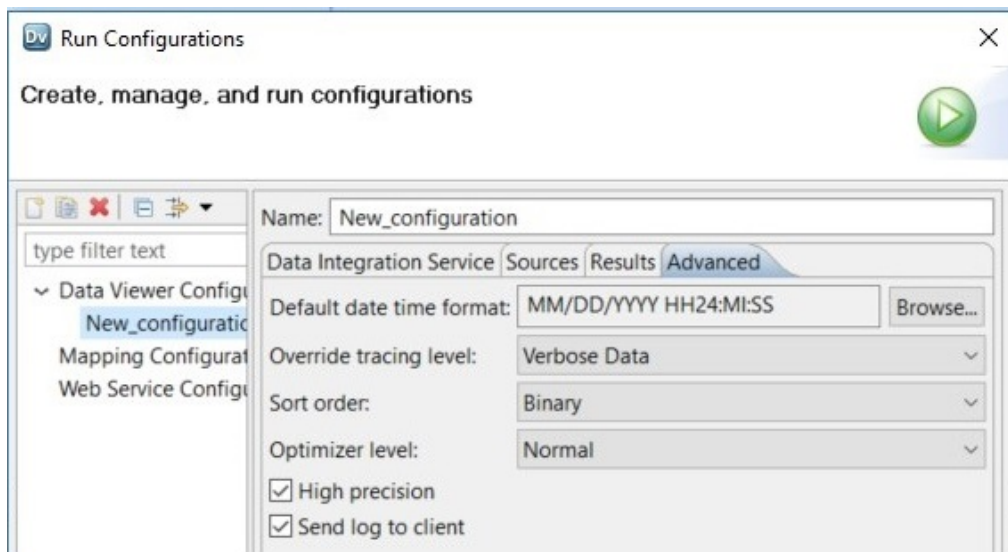 Dv Run Configurations
Create, manage, and run configurations
Name: New_configuration
type filter text
Data Integration Service Sources Results Advanced
Data Viewer Configu
New_configuratic
Mapping Configurat
Web Service Configu
Default date time format: MM/DD/YYYY HH24:MI:SS Browse...
Override tracing level: Verbose Data
Sort order: Binary
Optimizer level: Normal
High precision
Send log to client